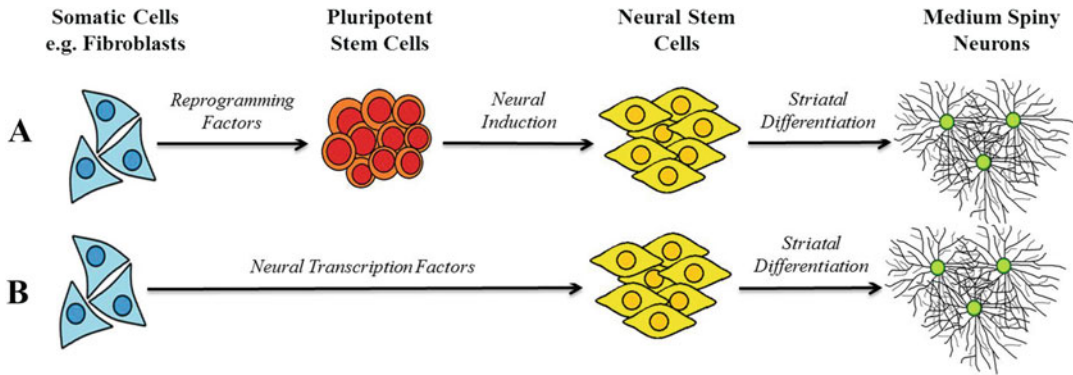 Somatic Cells
e.g. Fibroblasts
Pluripotent
Stem Cells
Neural Stem
Cells
Medium Spiny
Neurons
A
Reprogramming
Factors
Neural
Induction
Striatal
Differentiation
B
Neural Transcription Factors
Striatal
Differentiation